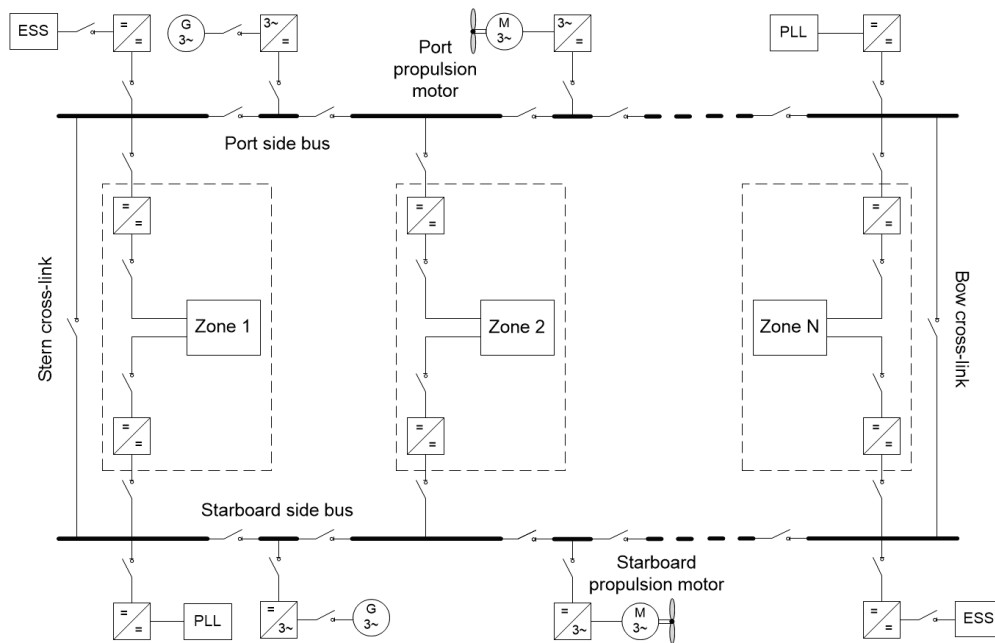 ESS
=
=
G
3~
3~
=
M
3~
3~
=
PLL
=
=
Port
propulsion
motor
Port side bus
=
=
=
=
=
=
Stern cross-link
Zone 1
Zone 2
Zone N
Bow cross-link
=
=
=
=
=
=
Starboard side bus
Starboard
propulsion motor
=
=
PLL
=
3~
G
3~
=
3~
M
3~
=
=
ESS